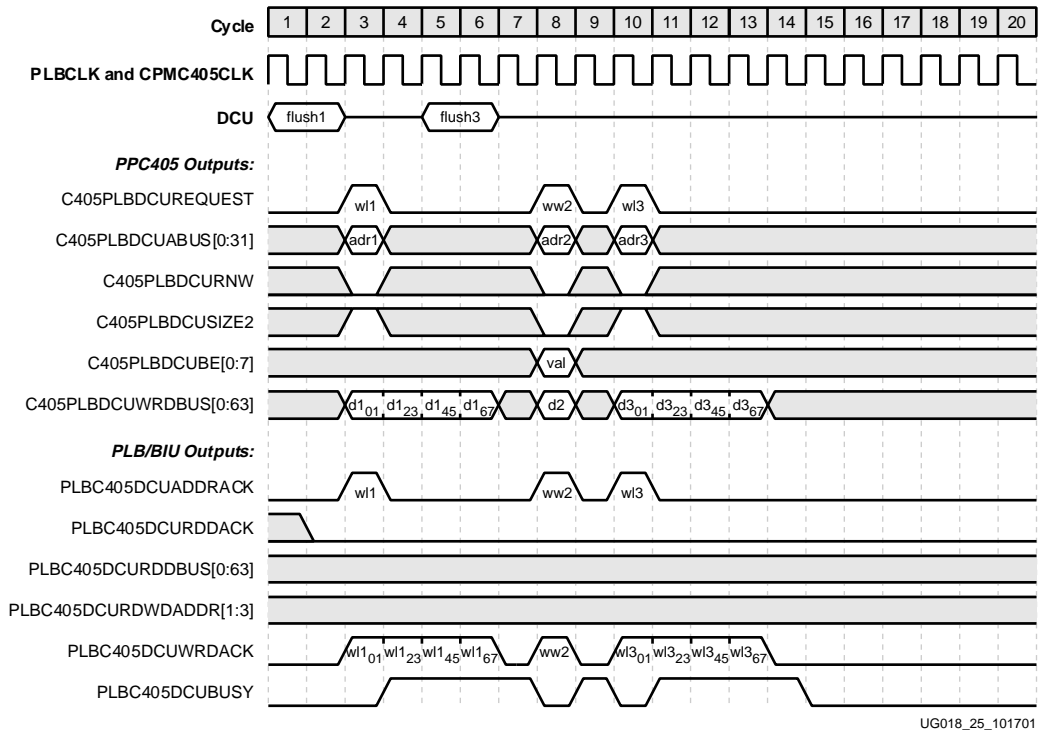 Cycle 1 2 3 4 5 6 7 8 9 10 11 12 13 14 15 16 17 18 19 20
PLBCLK and CPMC405CLK
DCU flush1 flush3
PPC405 Outputs:
C405PLBDCUREQUEST wl1 ww2 wl3
C405PLBDCUABUS[0:31] adr1 adr2 adr3
C405PLBDCURNW
C405PLBDCUSIZE2
C405PLBDCUBE[0:7] val
C405PLBDCUWRDBUS[0:63] d101 d123 d145 d167 d2 d301 d323 d345 d367
PLB/BIU Outputs:
PLBC405DCUADDRACK wl1 ww2 wl3
PLBC405DCURDDACK
PLBC405DCURDDBUS[0:63]
PLBC405DCURDWDADDR[1:3]
PLBC405DCUWRDACK wl101 wl123 wl145 wl167 ww2 wl301 wl323 wl345 wl367
PLBC405DCUBUSY
UG018_25_101701